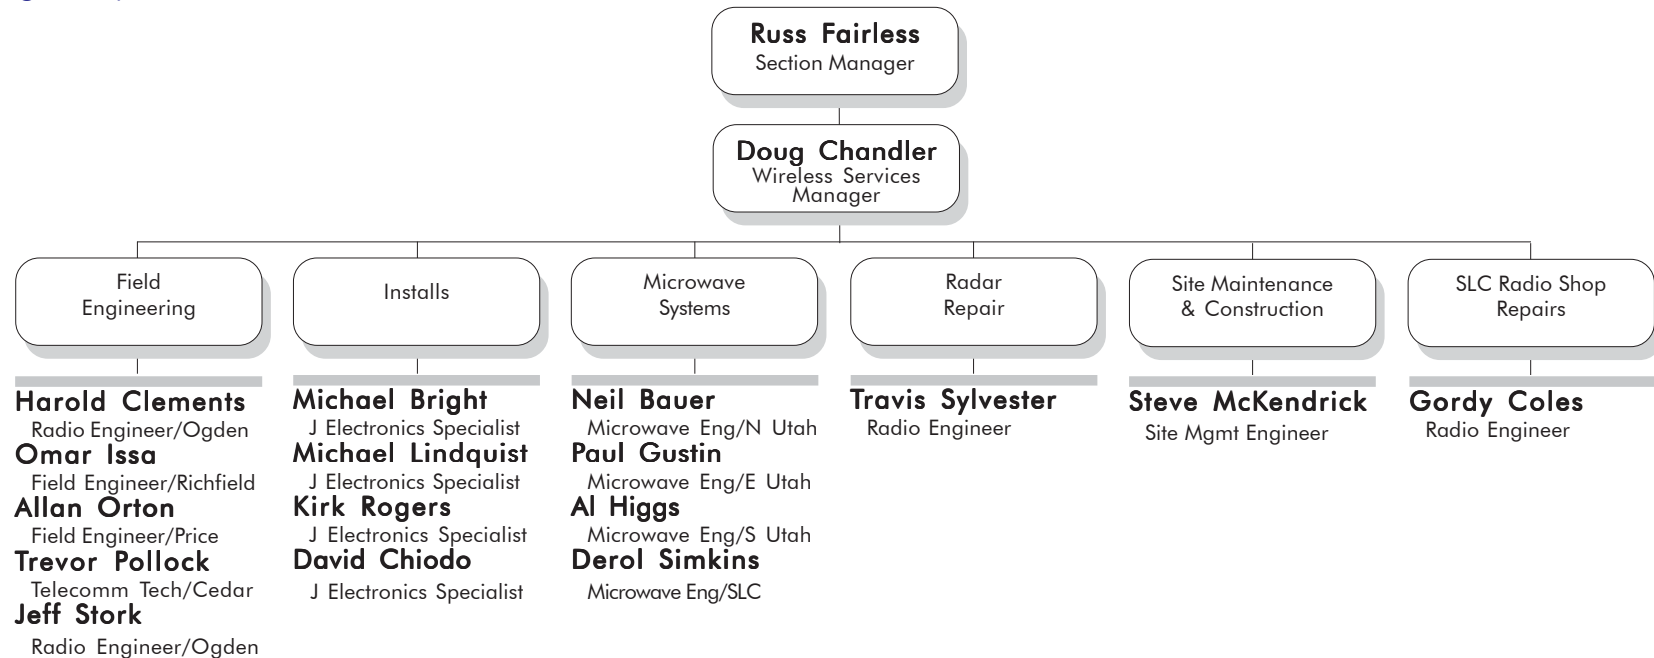 Russ Fairless
Section Manager
Doug Chandler
Wireless Services
Manager
Field
Engineering
Installs
Microwave
Systems
Radar
Repair
Site Maintenance
& Construction
SLC Radio Shop
Repairs
Harold Clements
Radio Engineer/Ogden
Omar Issa
Field Engineer/Richfield
Allan Orton
Field Engineer/Price
Trevor Pollock
Telecomm Tech/Cedar
Jeff Stork
Radio Engineer/Ogden
Michael Bright
J Electronics Specialist
Michael Lindquist
J Electronics Specialist
Kirk Rogers
J Electronics Specialist
David Chiodo
J Electronics Specialist
Neil Bauer
Microwave Eng/N Utah
Paul Gustin
Microwave Eng/E Utah
Al Higgs
Microwave Eng/S Utah
Derol Simkins
Microwave Eng/SLC
Travis Sylvester
Radio Engineer
Steve McKendrick
Site Mgmt Engineer
Gordy Coles
Radio Engineer